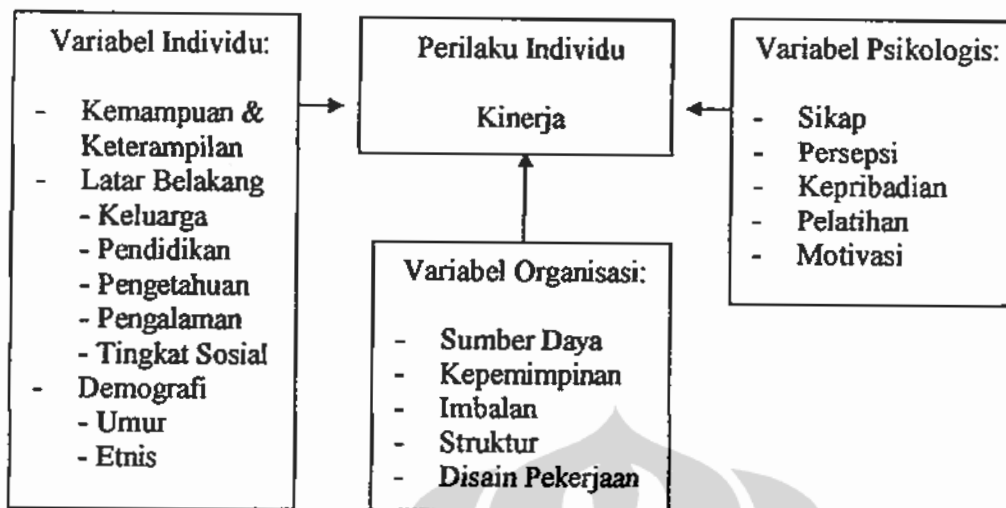 Variabel Individu:
- Kemampuan &
Keterampilan
- Latar Belakang
- Keluarga
- Pendidikan
- Pengetahuan
- Pengalaman
- Tingkat Sosial
- Demografi
- Umur
- Etnis
Perilaku Individu
Kinerja
Variabel Organisasi:
- Sumber Daya
- Kepemimpinan
- Imbalan
- Struktur
- Disain Pekerjaan
Variabel Psikologis:
- Sikap
- Persepsi
- Kepribadian
- Pelatihan
- Motivasi